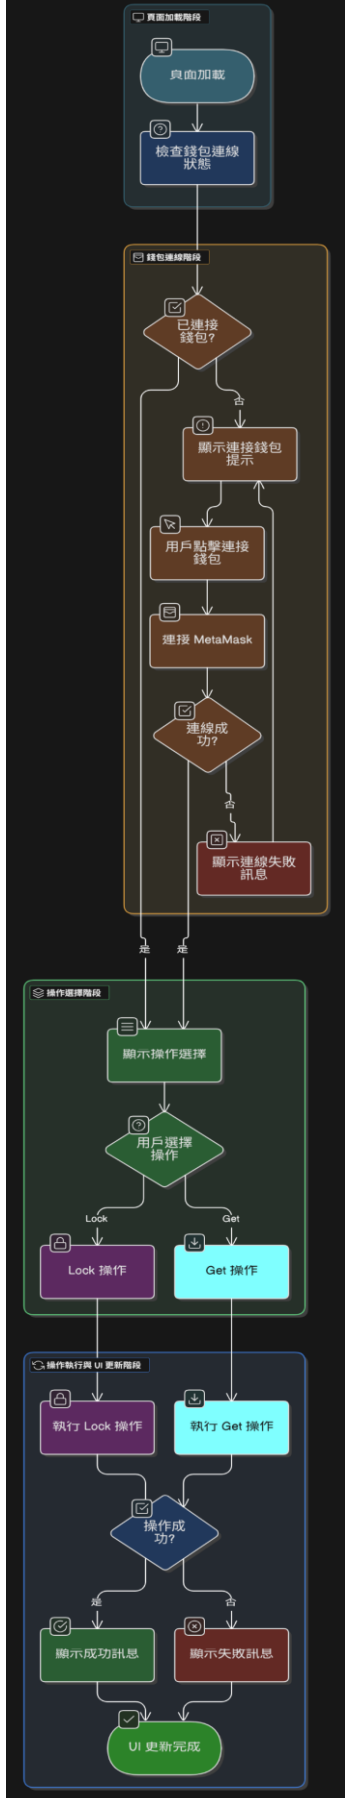 頁面加載階段
頁面加載
檢查錢包連線
狀態
錢包連線階段
已連接
錢包?
否
顯示連接錢包
提示
用戶點擊連接
錢包
連接 MetaMask
連線成
功?
否
顯示連線失敗
訊息
是
是
操作選擇階段
顯示操作選擇
用戶選擇
操作
Lock
Get
Lock 操作
Get 操作
操作執行與 UI 更新階段
執行 Lock 操作
執行 Get 操作
操作成
功?
是
否
顯示成功訊息
顯示失敗訊息
UI 更新完成